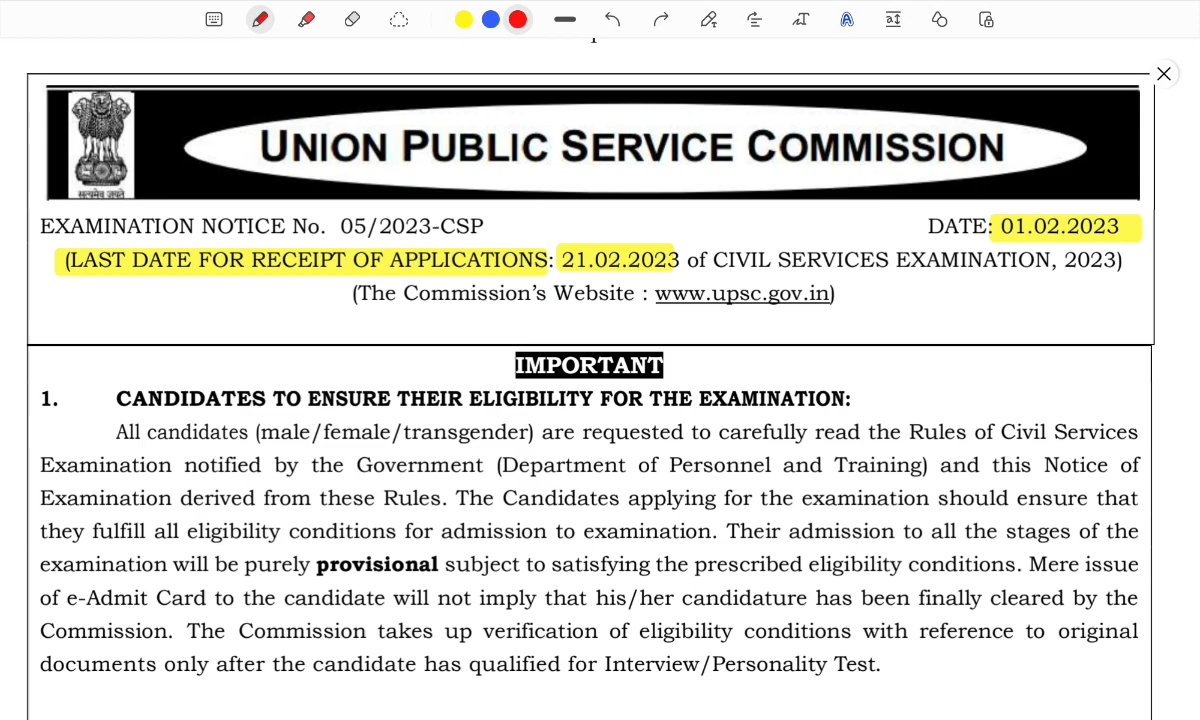 सत्यमेव जयते
UNION PUBLIC SERVICE COMMISSION
EXAMINATION NOTICE No. 05/2023-CSP DATE: 01.02.2023
(LAST DATE FOR RECEIPT OF APPLICATIONS: 21.02.2023 of CIVIL SERVICES EXAMINATION, 2023)
(The Commission’s Website : www.upsc.gov.in)
IMPORTANT
1. CANDIDATES TO ENSURE THEIR ELIGIBILITY FOR THE EXAMINATION:
All candidates (male/female/transgender) are requested to carefully read the Rules of Civil Services
Examination notified by the Government (Department of Personnel and Training) and this Notice of
Examination derived from these Rules. The Candidates applying for the examination should ensure that
they fulfill all eligibility conditions for admission to examination. Their admission to all the stages of the
examination will be purely provisional subject to satisfying the prescribed eligibility conditions. Mere issue
of e-Admit Card to the candidate will not imply that his/her candidature has been finally cleared by the
Commission. The Commission takes up verification of eligibility conditions with reference to original
documents only after the candidate has qualified for Interview/Personality Test.